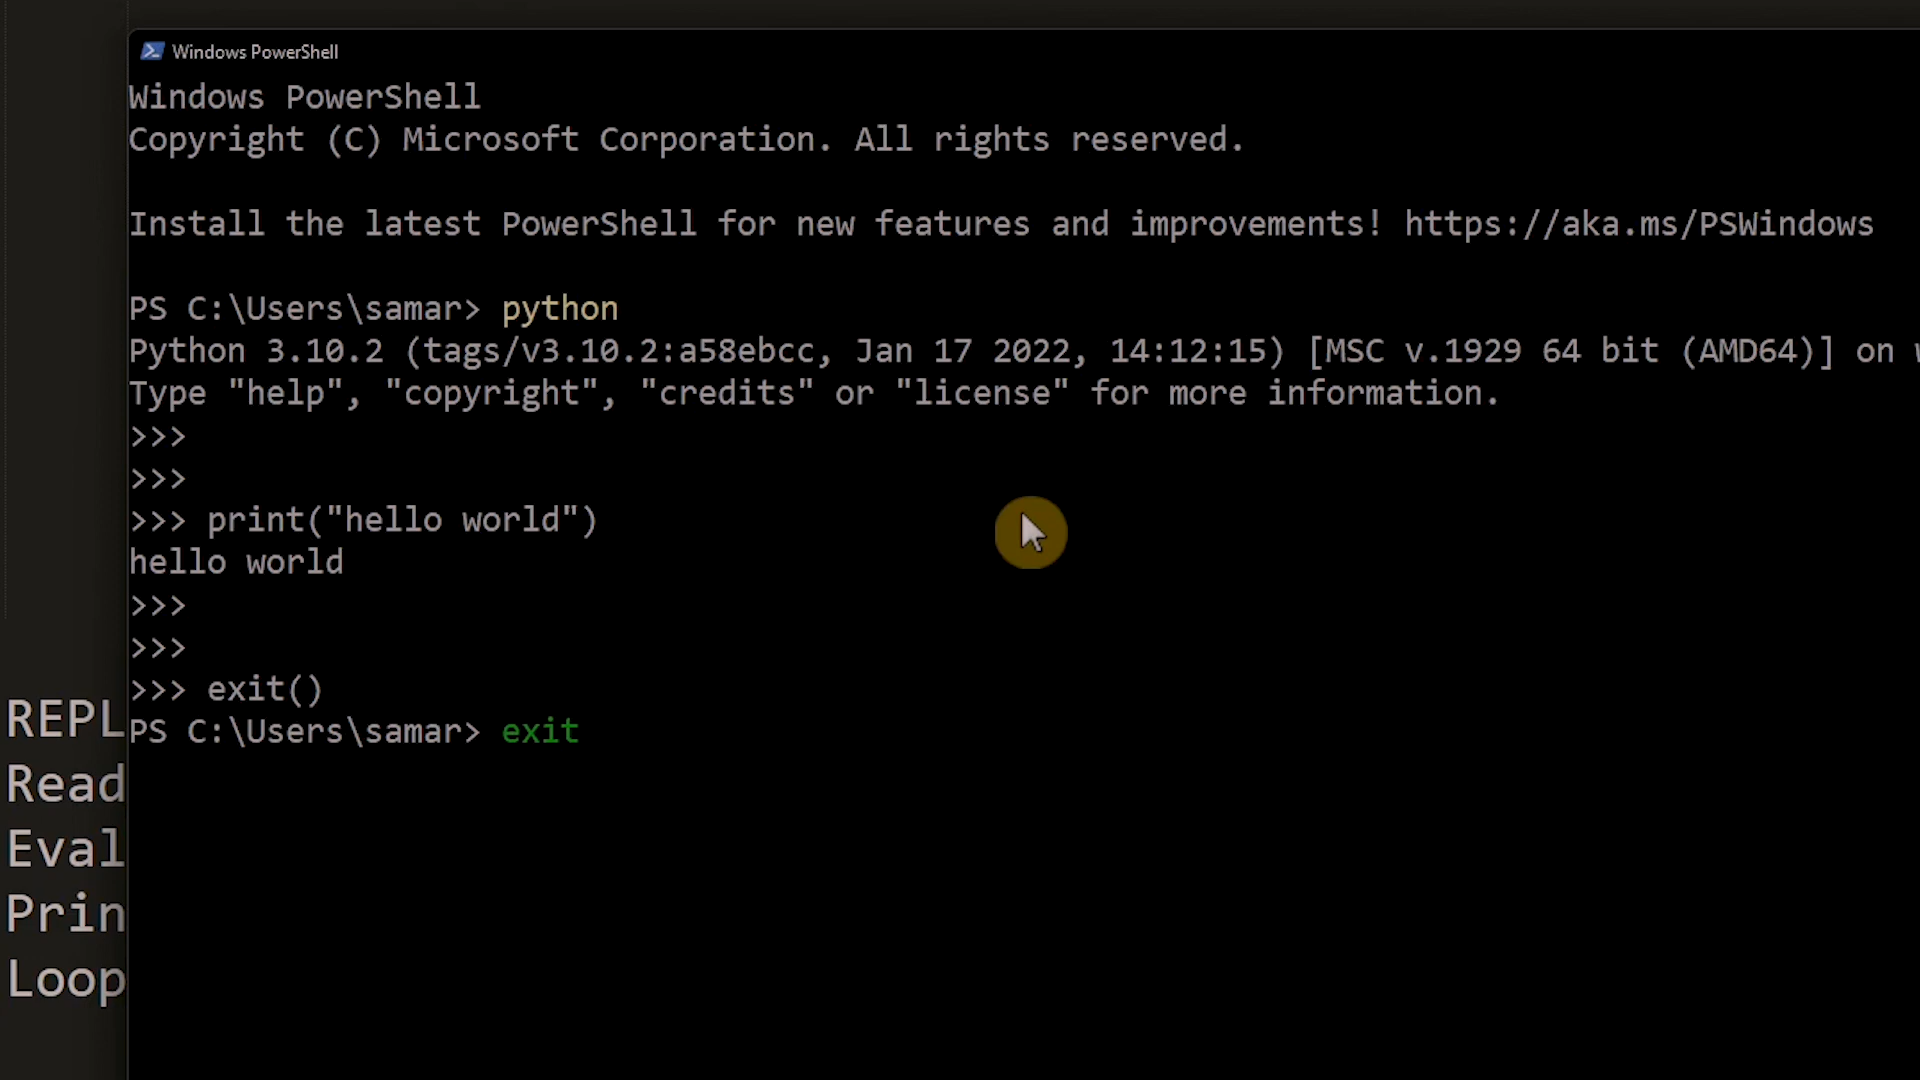 Windows PowerShell
Windows PowerShell
Copyright (C) Microsoft Corporation. All rights reserved.
Install the latest PowerShell for new features and improvements! https://aka.ms/PSWindows
PS C:\Users\samar> python
Python 3.10.2 (tags/v3.10.2:a58ebcc, Jan 17 2022, 14:12:15) [MSC v.1929 64 bit (AMD64)] on
Type "help", "copyright", "credits" or "license" for more information.
>>>
>>>
>>> print("hello world")
hello world
>>>
>>>
>>> exit()
PS C:\Users\samar> exit
REPL
Read
Eval
Prin
Loop